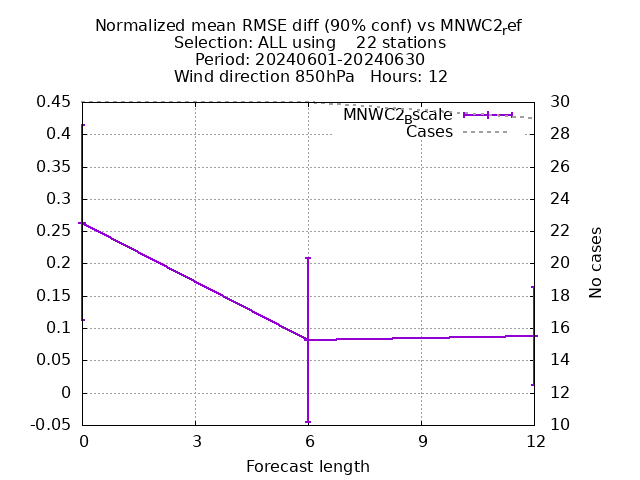 Normalized mean RMSE diff (90% conf) vs MNWC2ref
Selection: ALL using    22 stations
Period: 20240601-20240630
Wind direction 850hPa   Hours: 12
MNWC2Bscale
Cases
0.45
0.4
0.35
0.3
0.25
0.2
0.15
0.1
0.05
0
-0.05
30
28
26
24
22
20
18
16
14
12
10
No cases
0 3 6 9 12
Forecast length